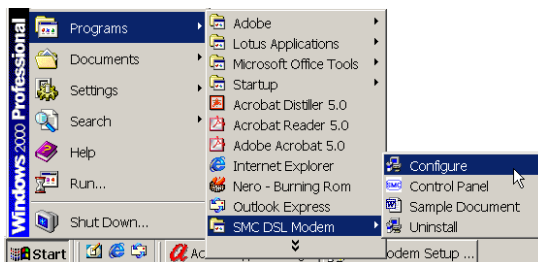 Windows 2000 Professional
Programs
Documents
Settings
Search
Help
Run...
Shut Down...
Adobe
Lotus Applications
Microsoft Office Tools
Startup
Acrobat Distiller 5.0
Acrobat Reader 5.0
Adobe Acrobat 5.0
Internet Explorer
Nero - Burning Rom
Outlook Express
SMC DSL Modem
Configure
SMC Control Panel
Sample Document
Uninstall
Start
odem Setup ...